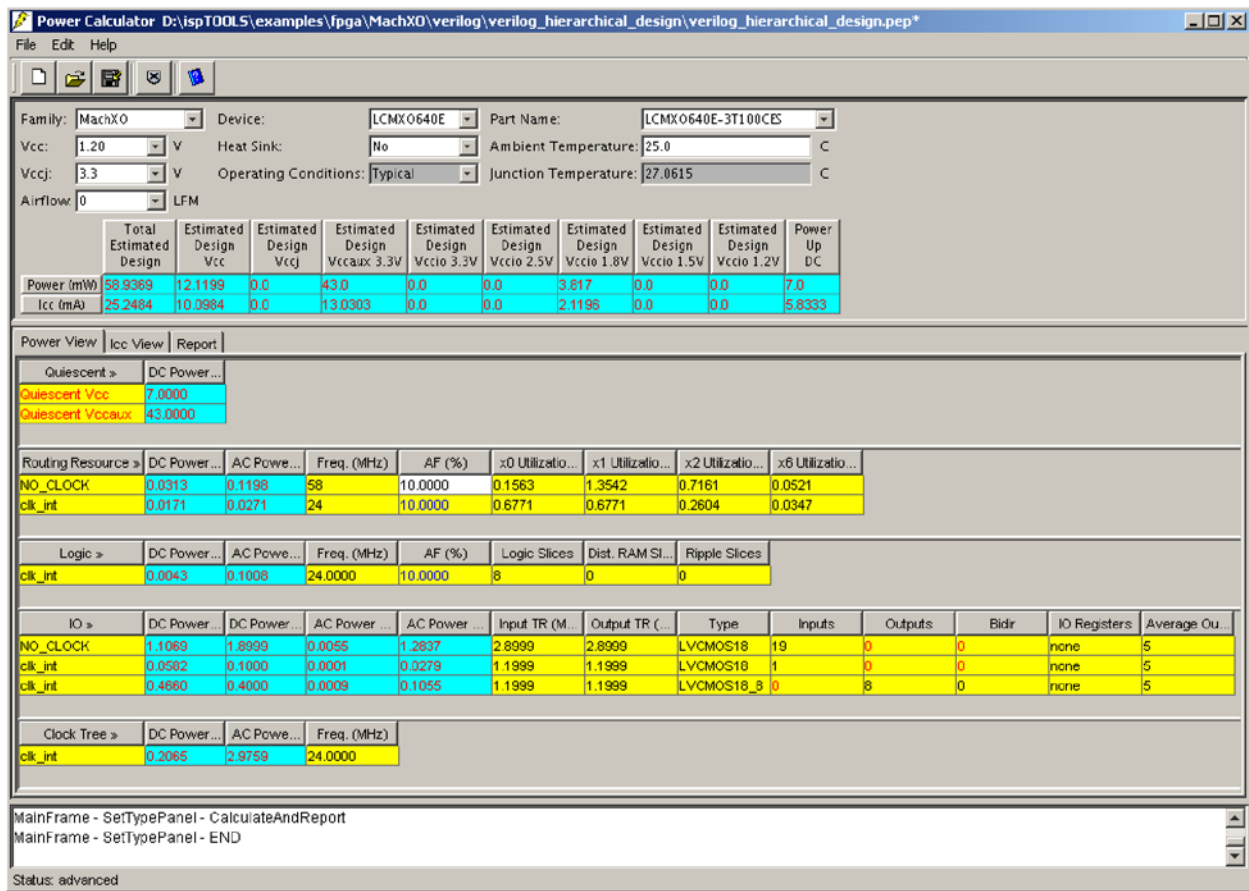 Power Calculator D:\ispTOOLS\examples\fpga\MachXO\verilog\verilog_hierarchical_design\verilog_hierarchical_design.pep*
File Edit Help
Family: MachXO Device: LCMXO640E Part Name: LCMXO640E-3T100CES
Vcc: 1.20 V Heat Sink: No Ambient Temperature: 25.0 C
Vccj: 3.3 V Operating Conditions: Typical Junction Temperature: 27.0615 C
Airflow: 0 LFM
Total Estimated Estimated Estimated Estimated Estimated Estimated Estimated Estimated Power
Estimated Design Design Design Design Design Design Design Design Up
Design Vcc Vccj Vccaux 3.3V Vccio 3.3V Vccio 2.5V Vccio 1.8V Vccio 1.5V Vccio 1.2V DC
Power (mW) 58.9369 12.1199 0.0 43.0 0.0 0.0 3.817 0.0 0.0 7.0
Icc (mA) 25.2484 10.0984 0.0 13.0303 0.0 0.0 2.1196 0.0 0.0 5.8333
Power View Icc View Report
Quiescent » DC Power...
Quiescent Vcc 7.0000
Quiescent Vccaux 43.0000
Routing Resource » DC Power... AC Powe... Freq. (MHz) AF (%) x0 Utilizatio... x1 Utilizatio... x2 Utilizatio... x6 Utilizatio...
NO_CLOCK 0.0313 0.1198 58 10.0000 0.1563 1.3542 0.7161 0.0521
clk_int 0.0171 0.0271 24 10.0000 0.6771 0.6771 0.2604 0.0347
Logic » DC Power... AC Powe... Freq. (MHz) AF (%) Logic Slices Dist. RAM Sl... Ripple Slices
clk_int 0.0043 0.1008 24.0000 10.0000 8 0 0
IO » DC Power... DC Power... AC Power ... AC Power ... Input TR (M... Output TR (... Type Inputs Outputs Bidir IO Registers Average Ou...
NO_CLOCK 1.1069 1.8999 0.0055 1.2837 2.8999 2.8999 LVCMOS18 19 0 0 none 5
clk_int 0.0582 0.1000 0.0001 0.0279 1.1999 1.1999 LVCMOS18 1 0 0 none 5
clk_int 0.4660 0.4000 0.0009 0.1055 1.1999 1.1999 LVCMOS18_8 0 8 0 none 5
Clock Tree » DC Power... AC Powe... Freq. (MHz)
clk_int 0.2065 2.9759 24.0000
MainFrame - SetTypePanel - CalculateAndReport
MainFrame - SetTypePanel - END
Status: advanced